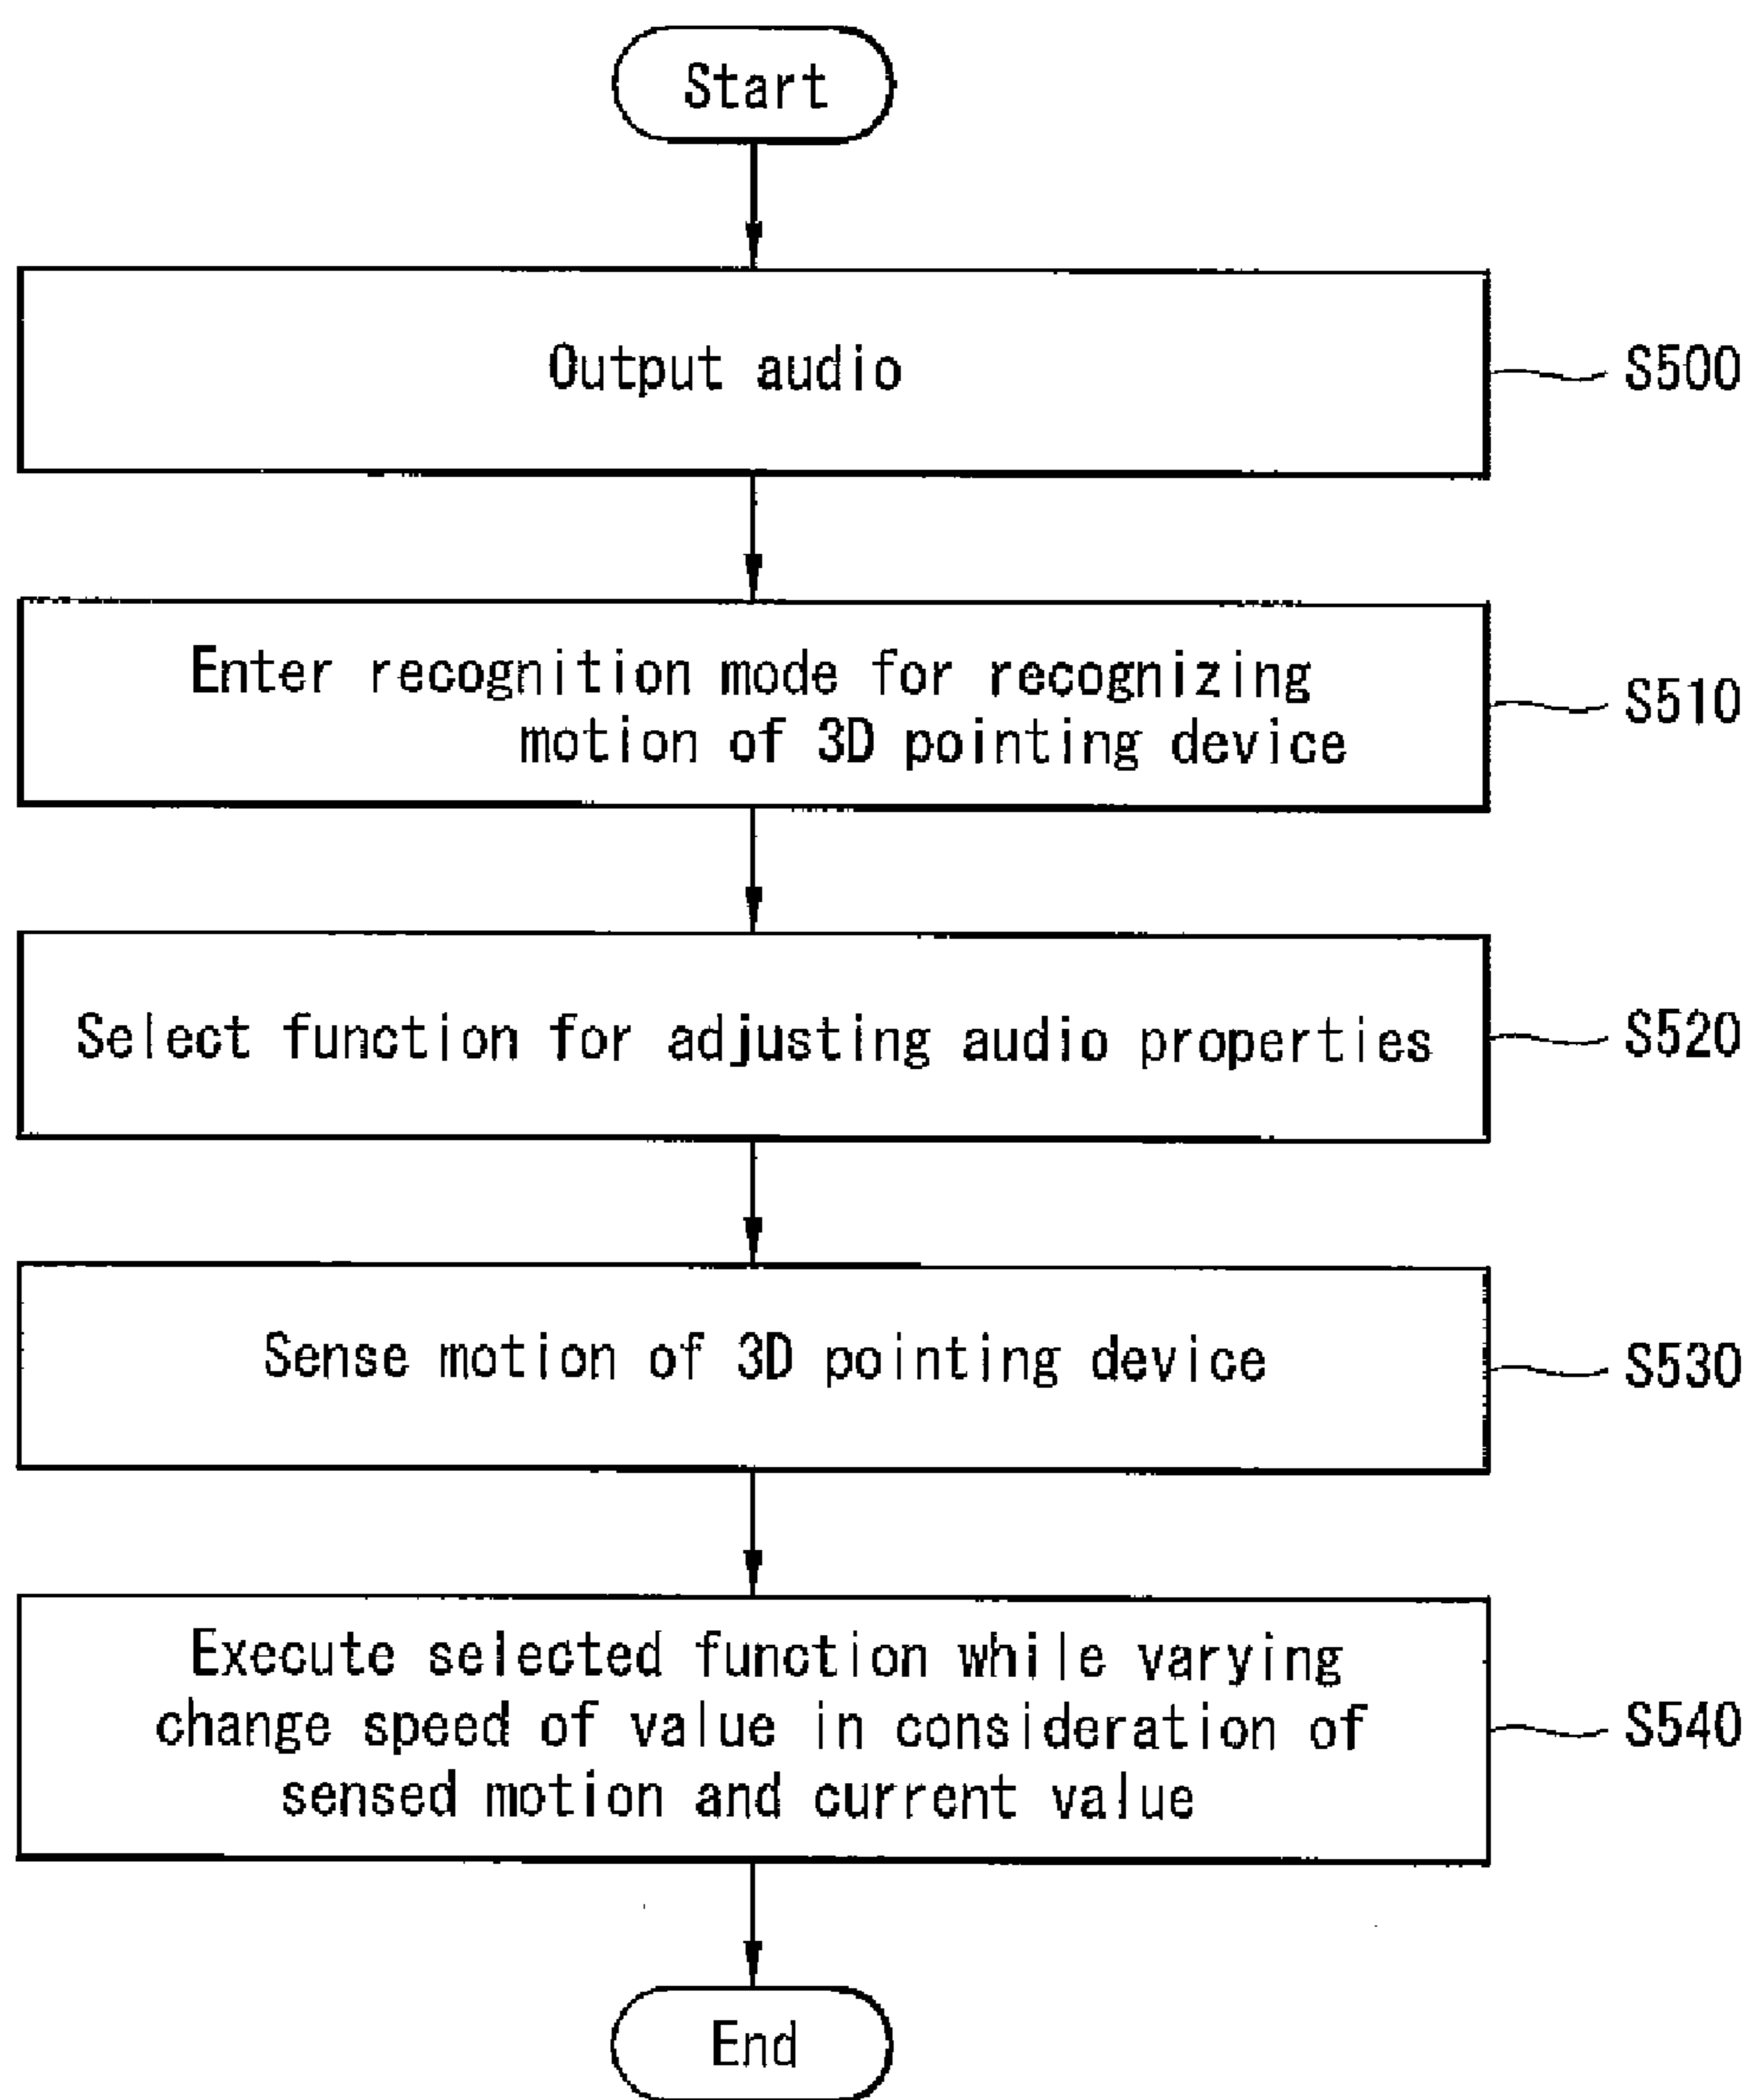 Start
Output audio
S500
Enter recognition mode for recognizing
motion of 3D pointing device
S510
Select function for adjusting audio properties
S520
Sense motion of 3D pointing device
S530
Execute selected function while varying
change speed of value in consideration of
sensed motion and current value
S540
End